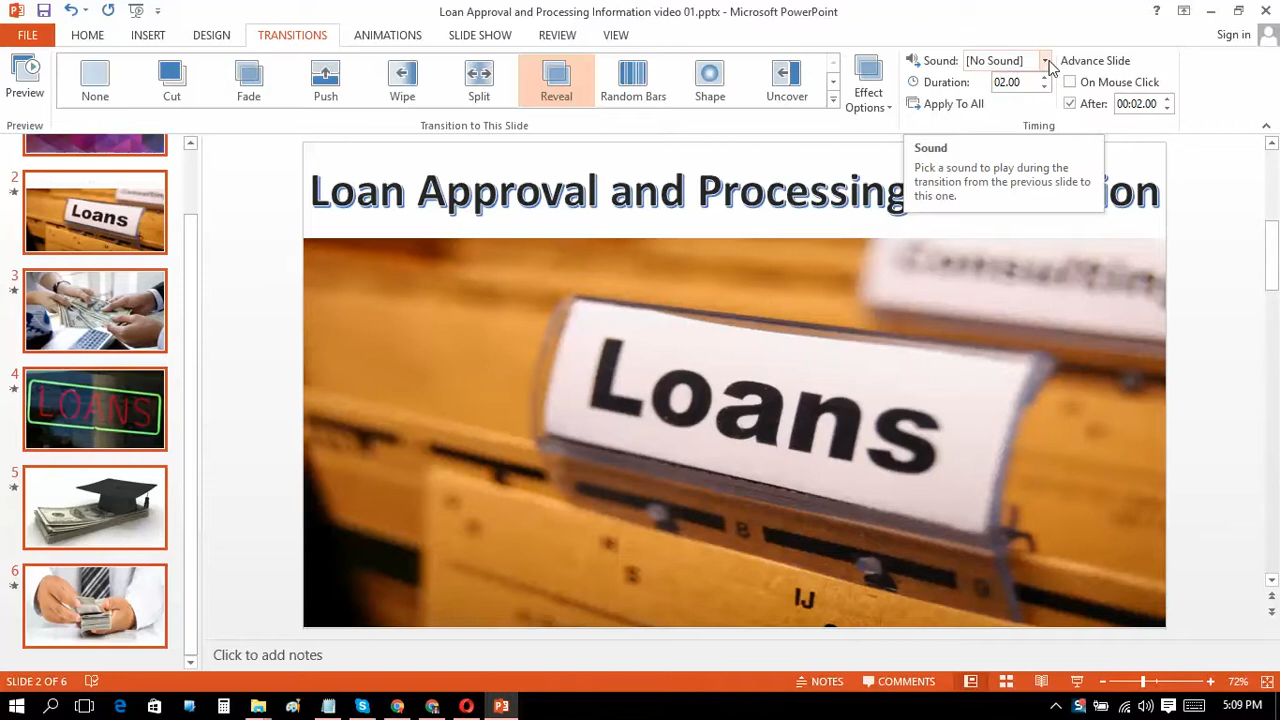 Loan Approval and Processing Information video 01.pptx - Microsoft PowerPoint
?
FILE HOME INSERT DESIGN TRANSITIONS ANIMATIONS SLIDE SHOW REVIEW VIEW Sign in
Preview
None Cut Fade Push Wipe Split Reveal Random Bars Shape Uncover
Effect
Options
Sound: [No Sound]
Duration: 02.00
Apply To All
Advance Slide
On Mouse Click
After: 00:02.00
Preview Transition to This Slide Timing
Sound
Pick a sound to play during the
transition from the previous slide to
this one.
2
Loans
3
4
LOANS
5
6
Loan Approval and Processing
Consulting
Loans
B
IJ
S
Click to add notes
SLIDE 2 OF 6 NOTES COMMENTS 72%
5:09 PM